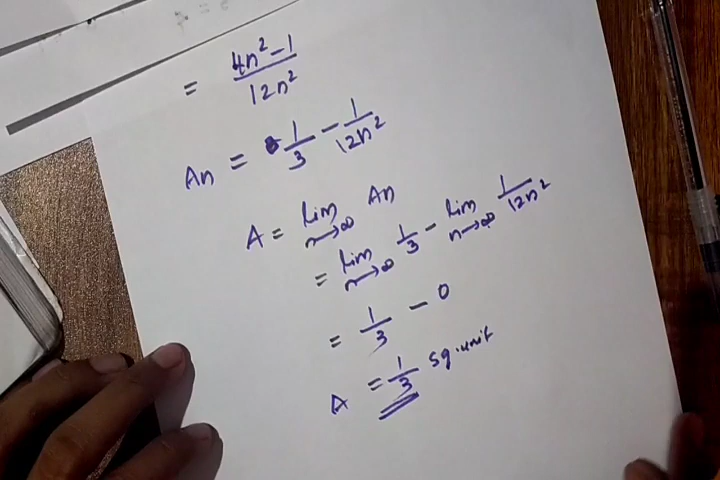 = (4n² - 1)/(12n²)
An = 1/3 - 1/(12n²)
A = lim n→∞ An
= lim n→∞ 1/3 - lim n→∞ 1/(12n²)
= 1/3 - 0
A = 1/3 sq.unit